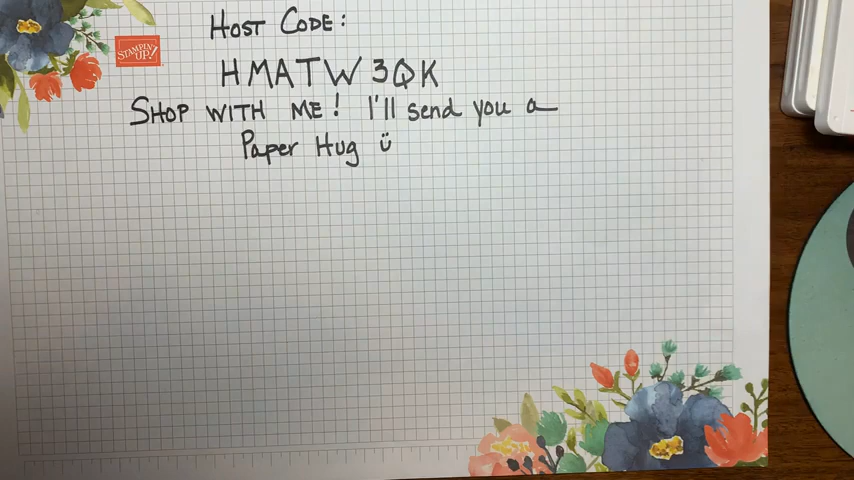 Host Code:
STAMPIN' UP!
HMATW3QK
Shop with me! I'll send you a
Paper Hug ü